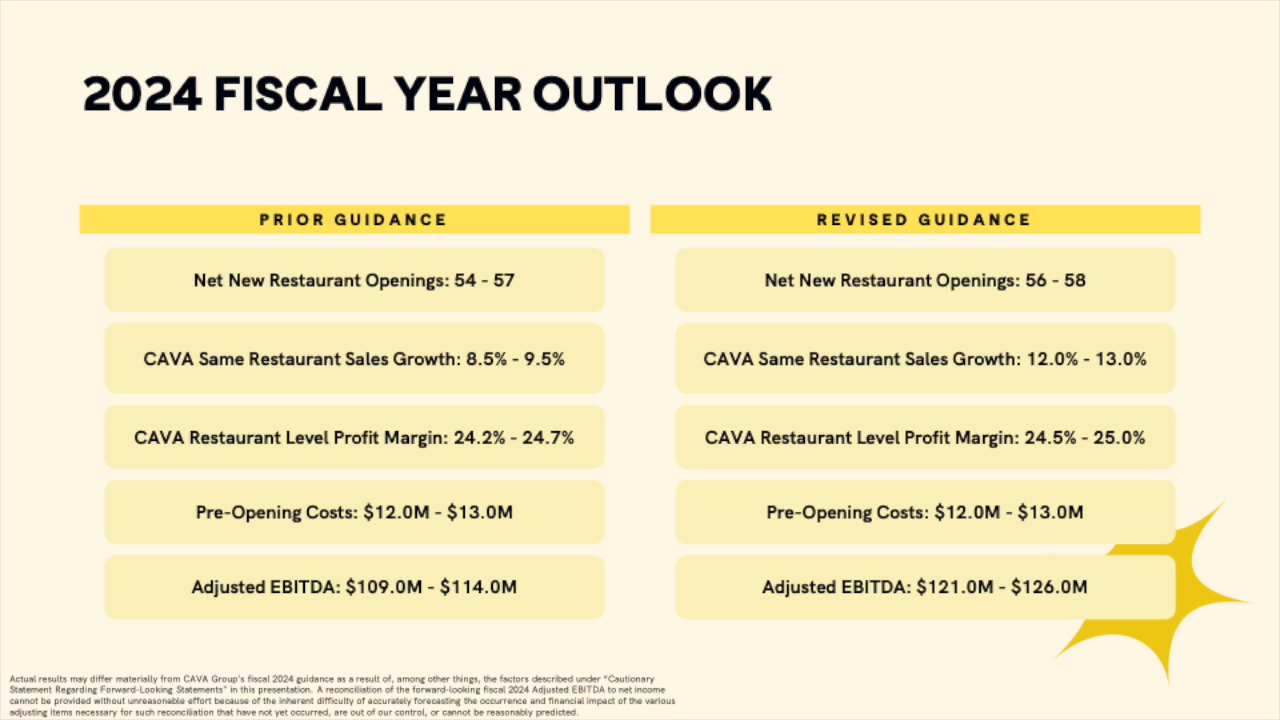 2024 FISCAL YEAR OUTLOOK
PRIOR GUIDANCE
Net New Restaurant Openings: 54 - 57
CAVA Same Restaurant Sales Growth: 8.5% - 9.5%
CAVA Restaurant Level Profit Margin: 24.2% - 24.7%
Pre-Opening Costs: $12.0M - $13.0M
Adjusted EBITDA: $109.0M - $114.0M
REVISED GUIDANCE
Net New Restaurant Openings: 56 - 58
CAVA Same Restaurant Sales Growth: 12.0% - 13.0%
CAVA Restaurant Level Profit Margin: 24.5% - 25.0%
Pre-Opening Costs: $12.0M - $13.0M
Adjusted EBITDA: $121.0M - $126.0M
Actual results may differ materially from CAVA Group's fiscal 2024 guidance as a result of, among other things, the factors described under "Cautionary
Statement Regarding Forward-Looking Statements" in this presentation. A reconciliation of the forward-looking fiscal 2024 Adjusted EBITDA to net income
cannot be provided without unreasonable effort because of the inherent difficulty of accurately forecasting the occurrence and financial impact of the various
adjusting items necessary for such reconciliation that have not yet occurred, are out of our control, or cannot be reasonably predicted.